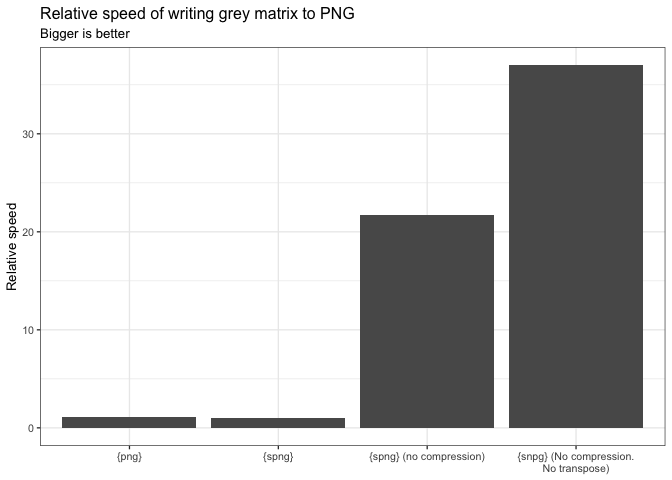 Relative speed of writing grey matrix to PNG
Bigger is better
Relative speed
30
20
10
0
{png}
{spng}
{spng} (no compression)
{snpg} (No compression.
No transpose)